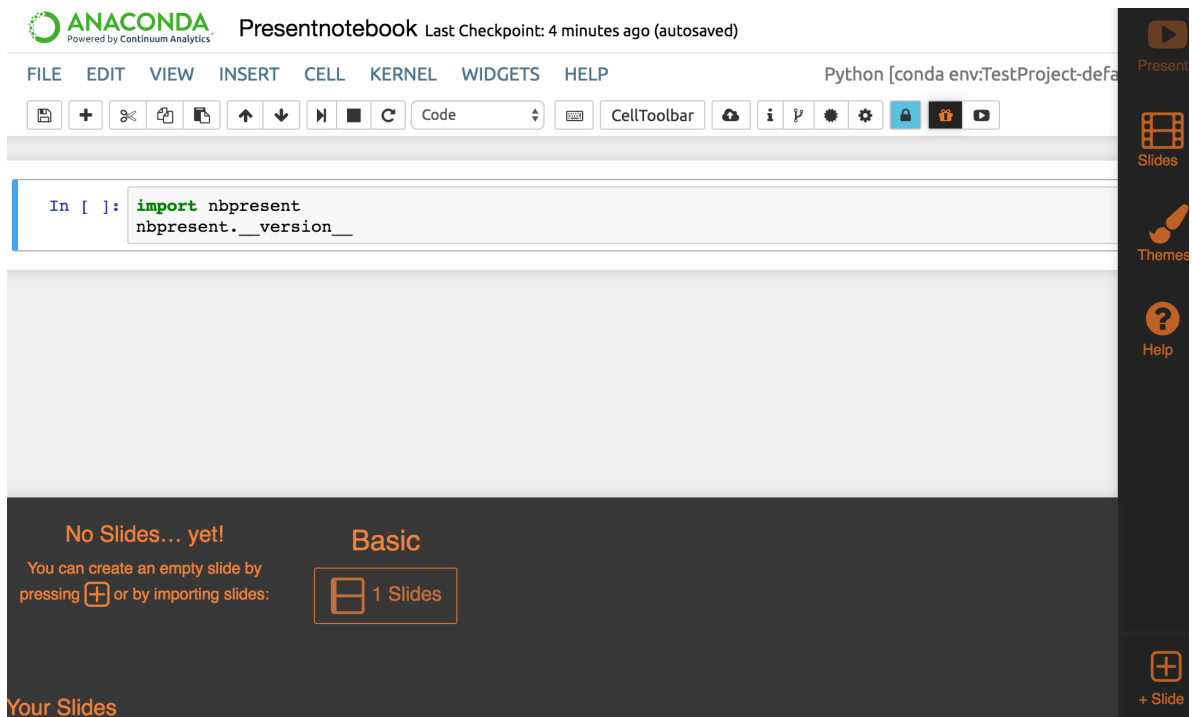 ANACONDA
Powered by Continuum Analytics
Presentnotebook Last Checkpoint: 4 minutes ago (autosaved)
FILE EDIT VIEW INSERT CELL KERNEL WIDGETS HELP
Python [conda env:TestProject-defa
Code
CellToolbar
In [ ]: import nbpresent
nbpresent.__version__
Present
Slides
Themes
Help
No Slides… yet!
You can create an empty slide by
pressing or by importing slides:
Basic
1 Slides
Your Slides
+ Slide